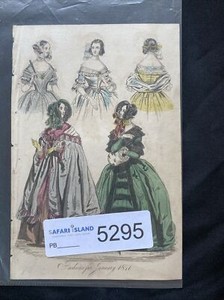 SAFARI ISLAND
PB
5295
Fashions for January 1841